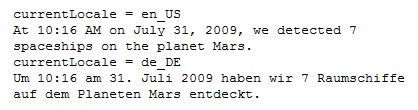 currentLocale = en_US
At 10:16 AM on July 31, 2009, we detected 7
spaceships on the planet Mars.
currentLocale = de_DE
Um 10:16 am 31. Juli 2009 haben wir 7 Raumschiffe
auf dem Planeten Mars entdeckt.